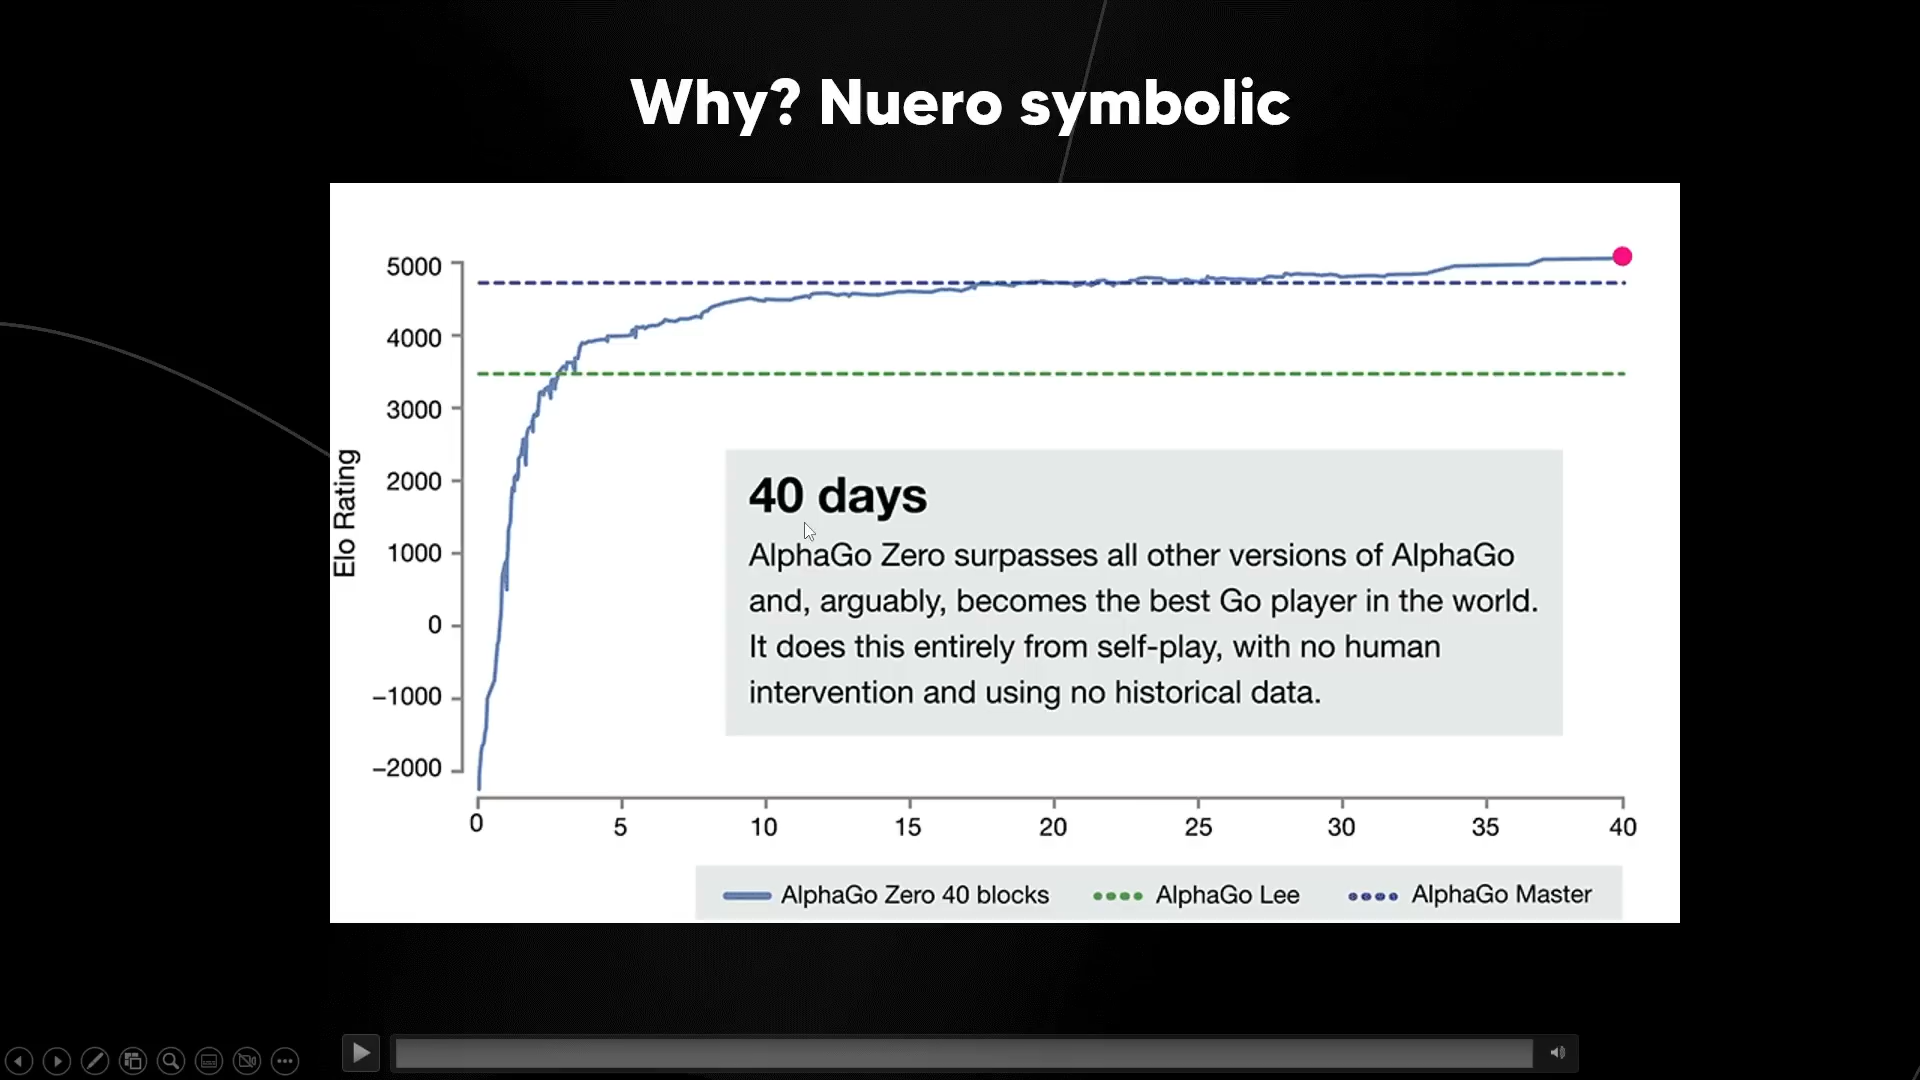 Why? Nuero symbolic
5000
4000
3000
2000
1000
0
−1000
−2000
Elo Rating
40 days
AlphaGo Zero surpasses all other versions of AlphaGo
and, arguably, becomes the best Go player in the world.
It does this entirely from self-play, with no human
intervention and using no historical data.
0 5 10 15 20 25 30 35 40
AlphaGo Zero 40 blocks AlphaGo Lee AlphaGo Master